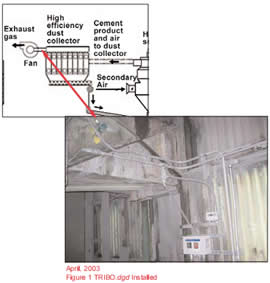 High
efficiency
dust
collector
Cement
product
and air
to dust
collector
Exhaust
gas
Fan
Secondary
Air
April, 2003
Figure 1 TRIBO.dgd Installed